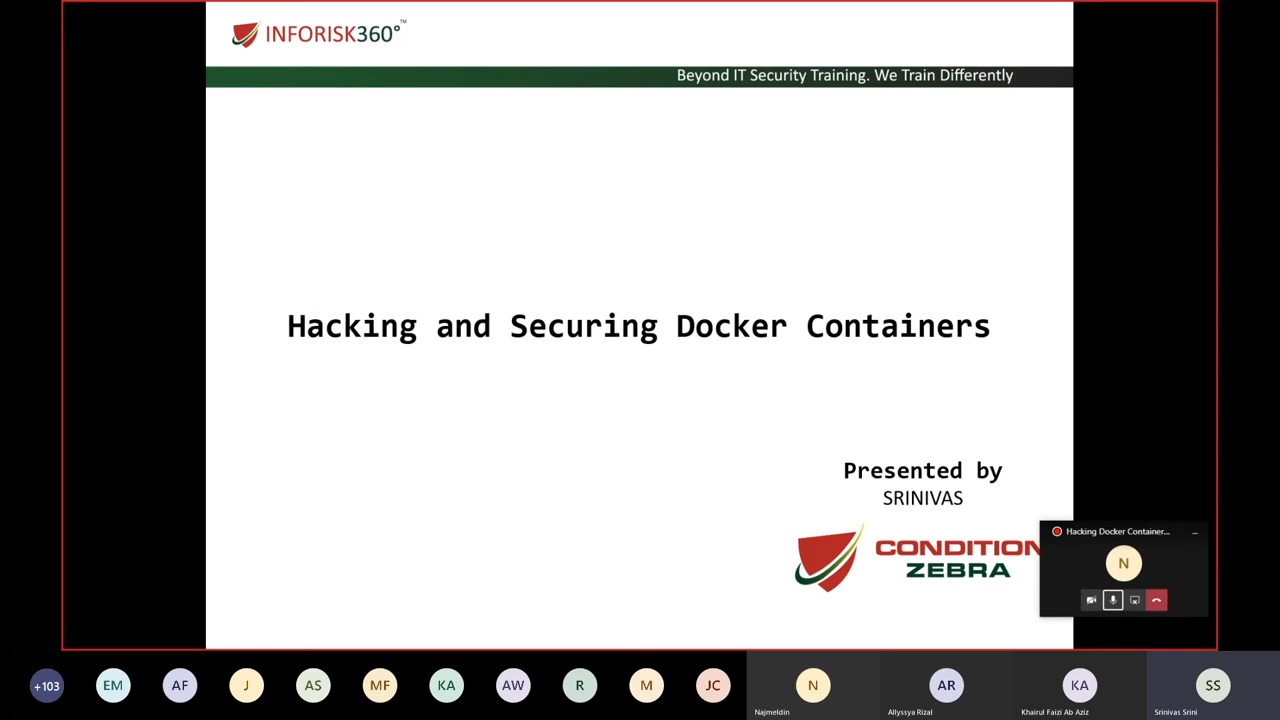 INFORISK360°™
Beyond IT Security Training. We Train Differently
Hacking and Securing Docker Containers
Presented by
SRINIVAS
CONDITION
ZEBRA
Hacking Docker Container...
N
+103
EM
AF
J
AS
MF
KA
AW
R
M
JC
N
AR
KA
SS
Najmeldin
Allyssya Rizal
Khairul Faizi Ab Aziz
Srinivas Srini